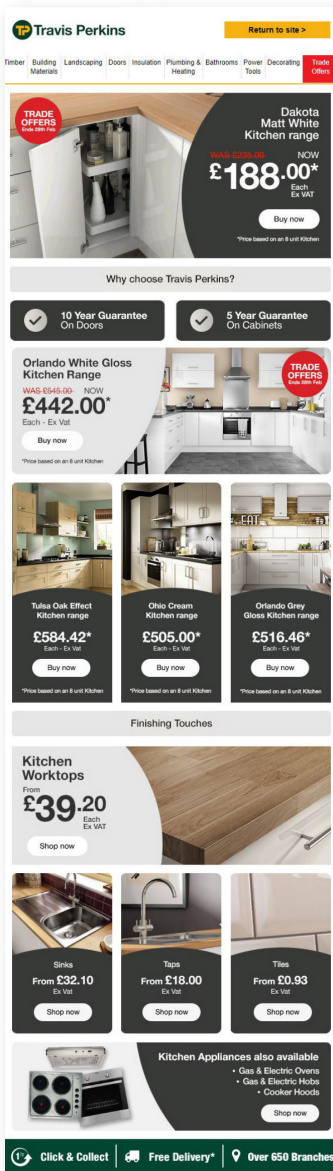 TP Travis Perkins
Return to site >
Timber Building Materials Landscaping Doors Insulation Plumbing & Heating Bathrooms Power Tools Decorating Trade Offers
TRADE
OFFERS
Ends 28th Feb
Dakota
Matt White
Kitchen range
WAS £235.00 NOW
£188.00*
Each
Ex VAT
Buy now
*Price based on an 8 unit Kitchen
Why choose Travis Perkins?
10 Year Guarantee
On Doors
5 Year Guarantee
On Cabinets
Orlando White Gloss
Kitchen Range
WAS £545.00 NOW
£442.00*
Each - Ex Vat
Buy now
*Price based on an 8 unit Kitchen
TRADE
OFFERS
Ends 28th Feb
Tulsa Oak Effect
Kitchen range
£584.42*
Each - Ex Vat
Buy now
*Price based on an 8 unit Kitchen
Ohio Cream
Kitchen range
£505.00*
Each - Ex Vat
Buy now
*Price based on an 8 unit Kitchen
EAT
Orlando Grey
Gloss Kitchen range
£516.46*
Each - Ex Vat
Buy now
*Price based on an 8 unit Kitchen
Finishing Touches
Kitchen
Worktops
From
£39.20
Each
Ex VAT
Shop now
Sinks
From £32.10
Ex Vat
Shop now
Taps
From £18.00
Ex Vat
Shop now
Tiles
From £0.93
Ex Vat
Shop now
Kitchen Appliances also available
• Gas & Electric Ovens
• Gas & Electric Hobs
• Cooker Hoods
Shop now
Click & Collect
Free Delivery*
Over 650 Branches